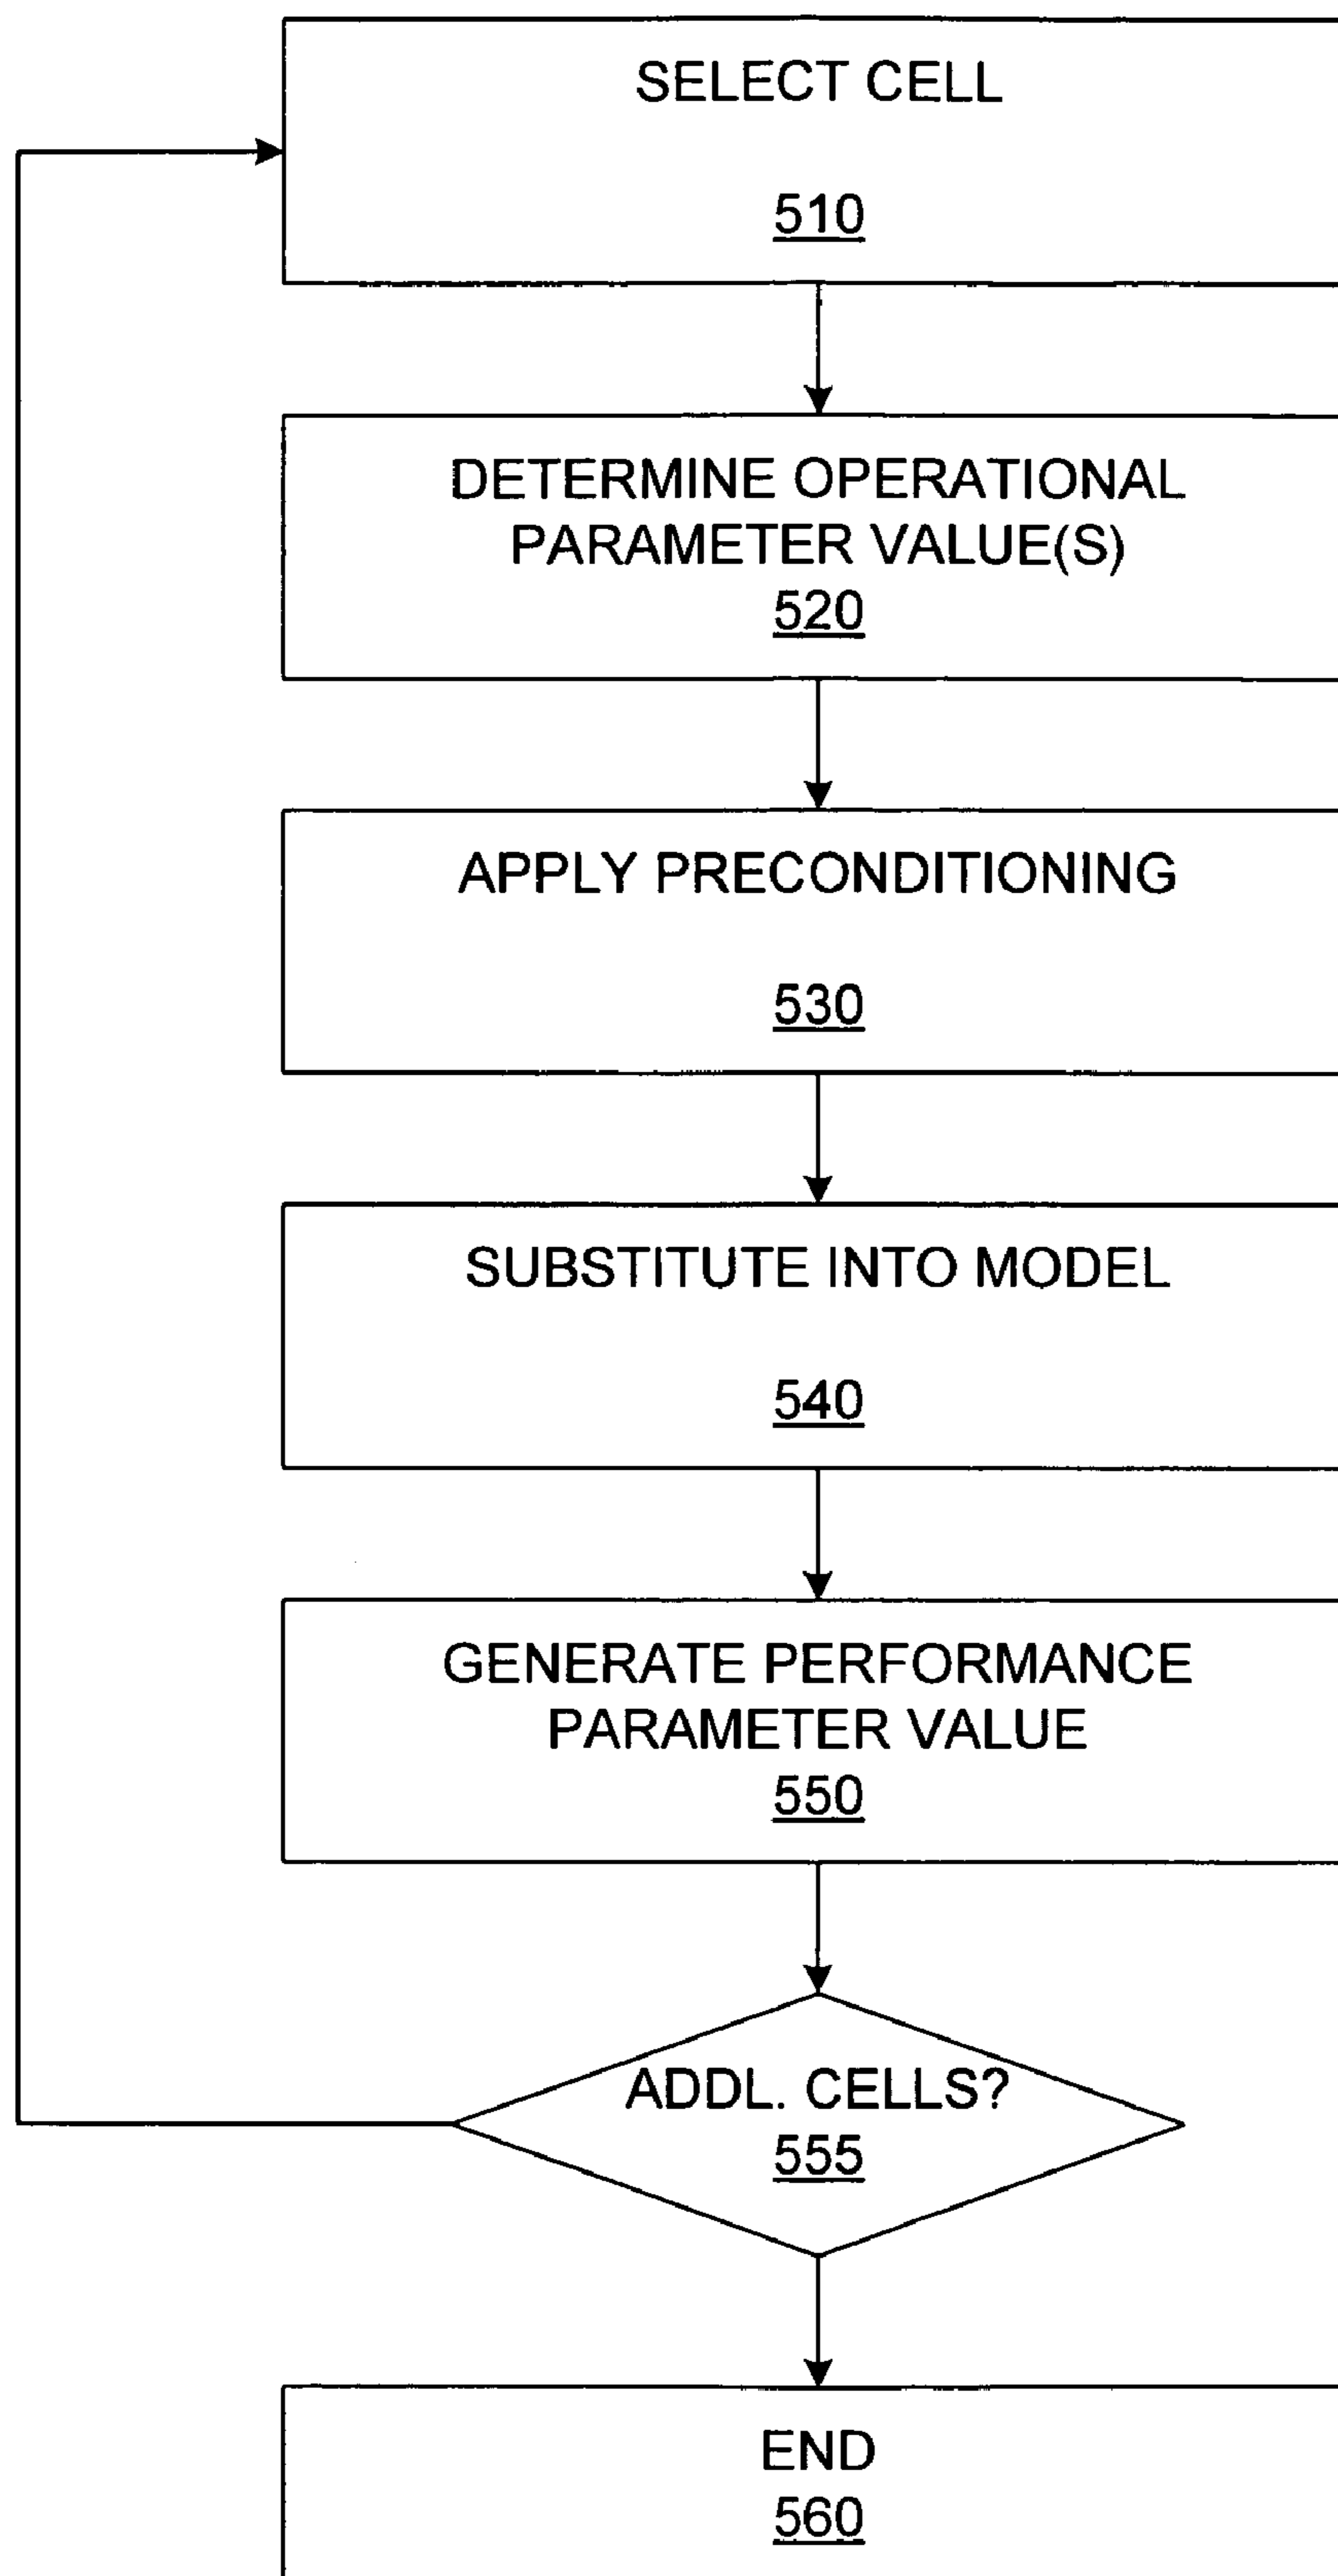 SELECT CELL
510
DETERMINE OPERATIONAL
PARAMETER VALUE(S)
520
APPLY PRECONDITIONING
530
SUBSTITUTE INTO MODEL
540
GENERATE PERFORMANCE
PARAMETER VALUE
550
ADDL. CELLS?
555
END
560